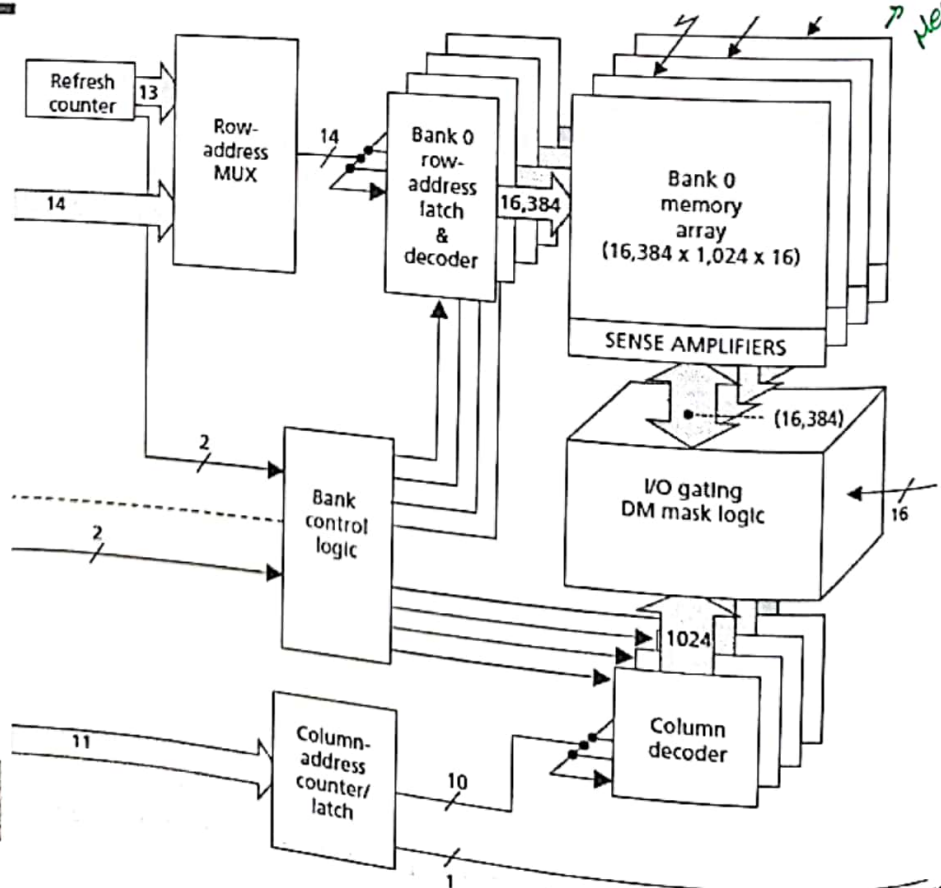 Refresh
counter
13
Row-
address
MUX
14
14
Bank 0
row-
address
latch
&
decoder
16,384
Bank 0
memory
array
(16,384 x 1,024 x 16)
SENSE AMPLIFIERS
(16,384)
I/O gating
DM mask logic
16
2
Bank
control
logic
2
1024
Column
decoder
11
Column-
address
counter/
latch
10
1